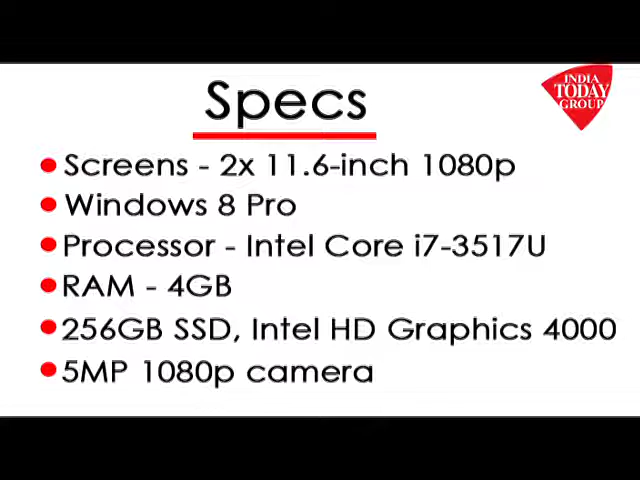 Specs
INDIA
TODAY
GROUP
Screens - 2x 11.6-inch 1080p
Windows 8 Pro
Processor - Intel Core i7-3517U
RAM - 4GB
256GB SSD, Intel HD Graphics 4000
5MP 1080p camera